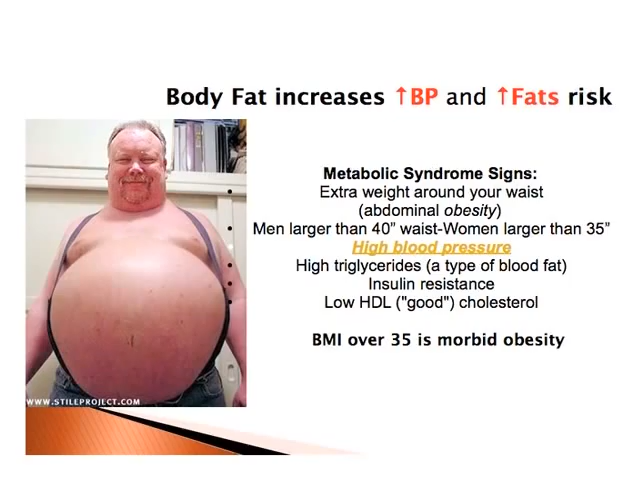 Body Fat increases ↑BP and ↑Fats risk
Metabolic Syndrome Signs:
• Extra weight around your waist
(abdominal obesity)
• Men larger than 40” waist-Women larger than 35”
• High blood pressure
• High triglycerides (a type of blood fat)
• Insulin resistance
• Low HDL ("good") cholesterol
BMI over 35 is morbid obesity
WWW.STILEPROJECT.COM